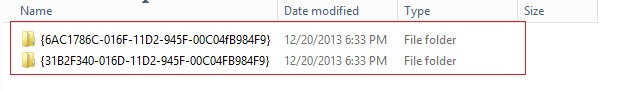 Name Date modified Type Size
{6AC1786C-016F-11D2-945F-00C04fB984F9} 12/20/2013 6:33 PM File folder
{31B2F340-016D-11D2-945F-00C04FB984F9} 12/20/2013 6:33 PM File folder